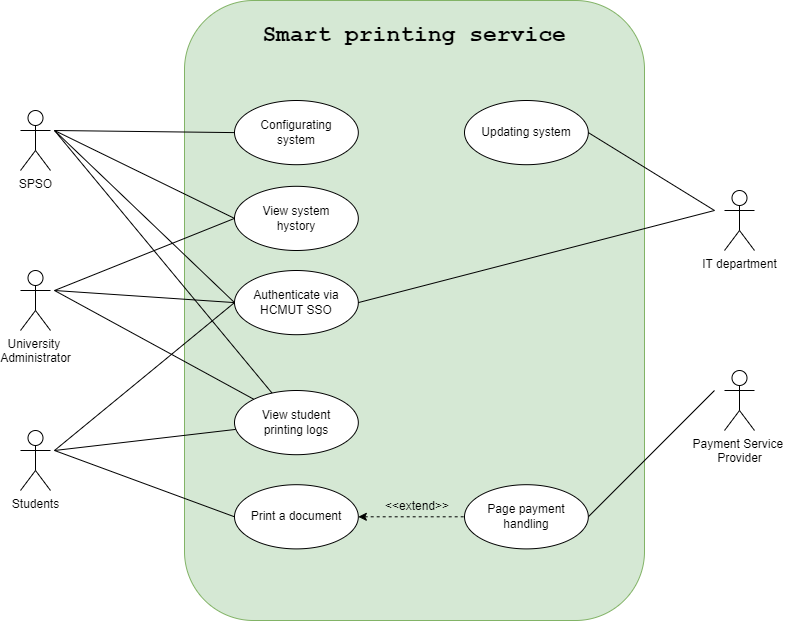 Smart printing service
Configurating
system
Updating system
SPSO
View system
hystory
IT department
Authenticate via
HCMUT SSO
University
Administrator
View student
printing logs
Payment Service
Provider
Students
Print a document
<<extend>>
Page payment
handling